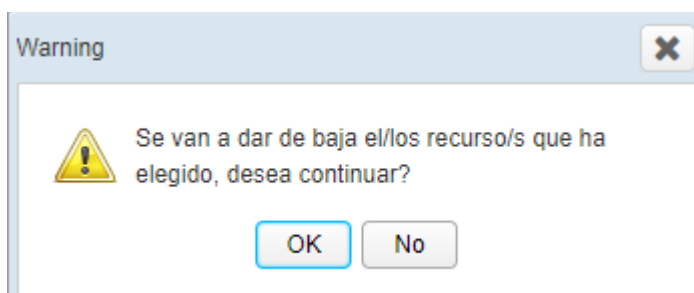 Warning
Se van a dar de baja el/los recurso/s que ha
elegido, desea continuar?
OK No